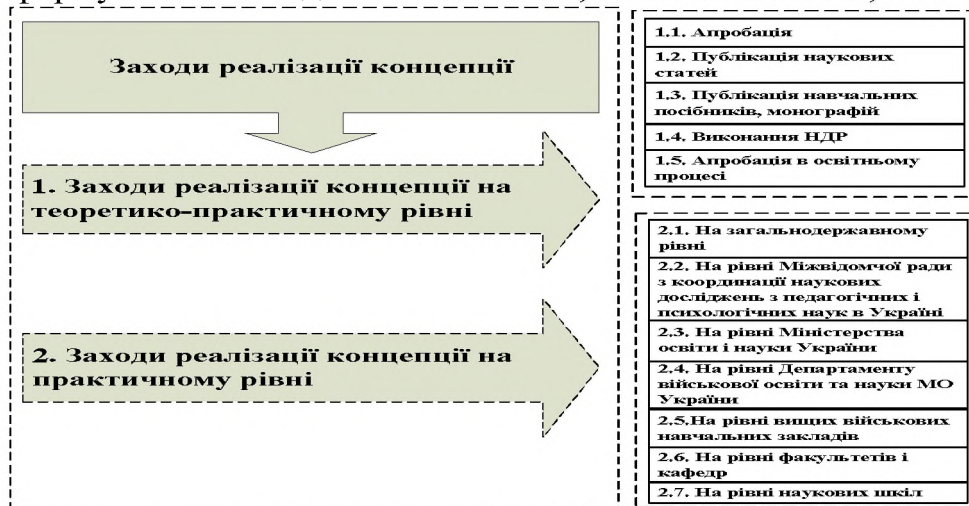 Заходи реалізації концепції
1. Заходи реалізації концепції на
теоретико-практичному рівні
2. Заходи реалізації концепції на
практичному рівні
1.1. Апробація
1.2. Публікація наукових
статей
1.3. Публікація навчальних
посібників, монографій
1.4. Виконання НДР
1.5. Апробація в освітньому
процесі
2.1. На загальнодержавному
рівні
2.2. На рівні Міжвідомчої ради
з координації наукових
досліджень з педагогічних і
психологічних наук в Україні
2.3. На рівні Міністерства
освіти і науки України
2.4. На рівні Департаменту
військової освіти та науки МО
України
2.5.На рівні вищих військових
навчальних закладів
2.6. На рівні факультетів і
кафедр
2.7. На рівні наукових шкіл